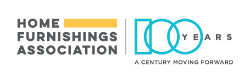 HOME
FURNISHINGS
ASSOCIATION
100 YEARS
A CENTURY MOVING FORWARD